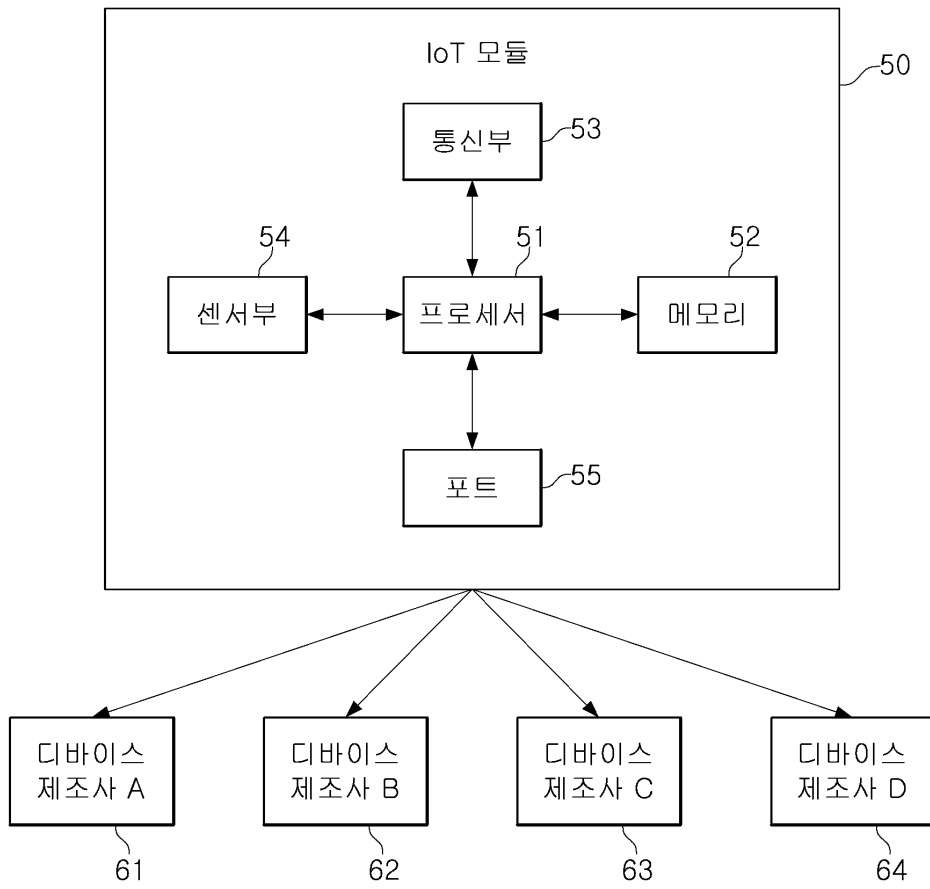 IoT 모듈
50
통신부
53
54
51
52
센서부
프로세서
메모리
포트
55
디바이스
제조사 A
디바이스
제조사 B
디바이스
제조사 C
디바이스
제조사 D
61
62
63
64